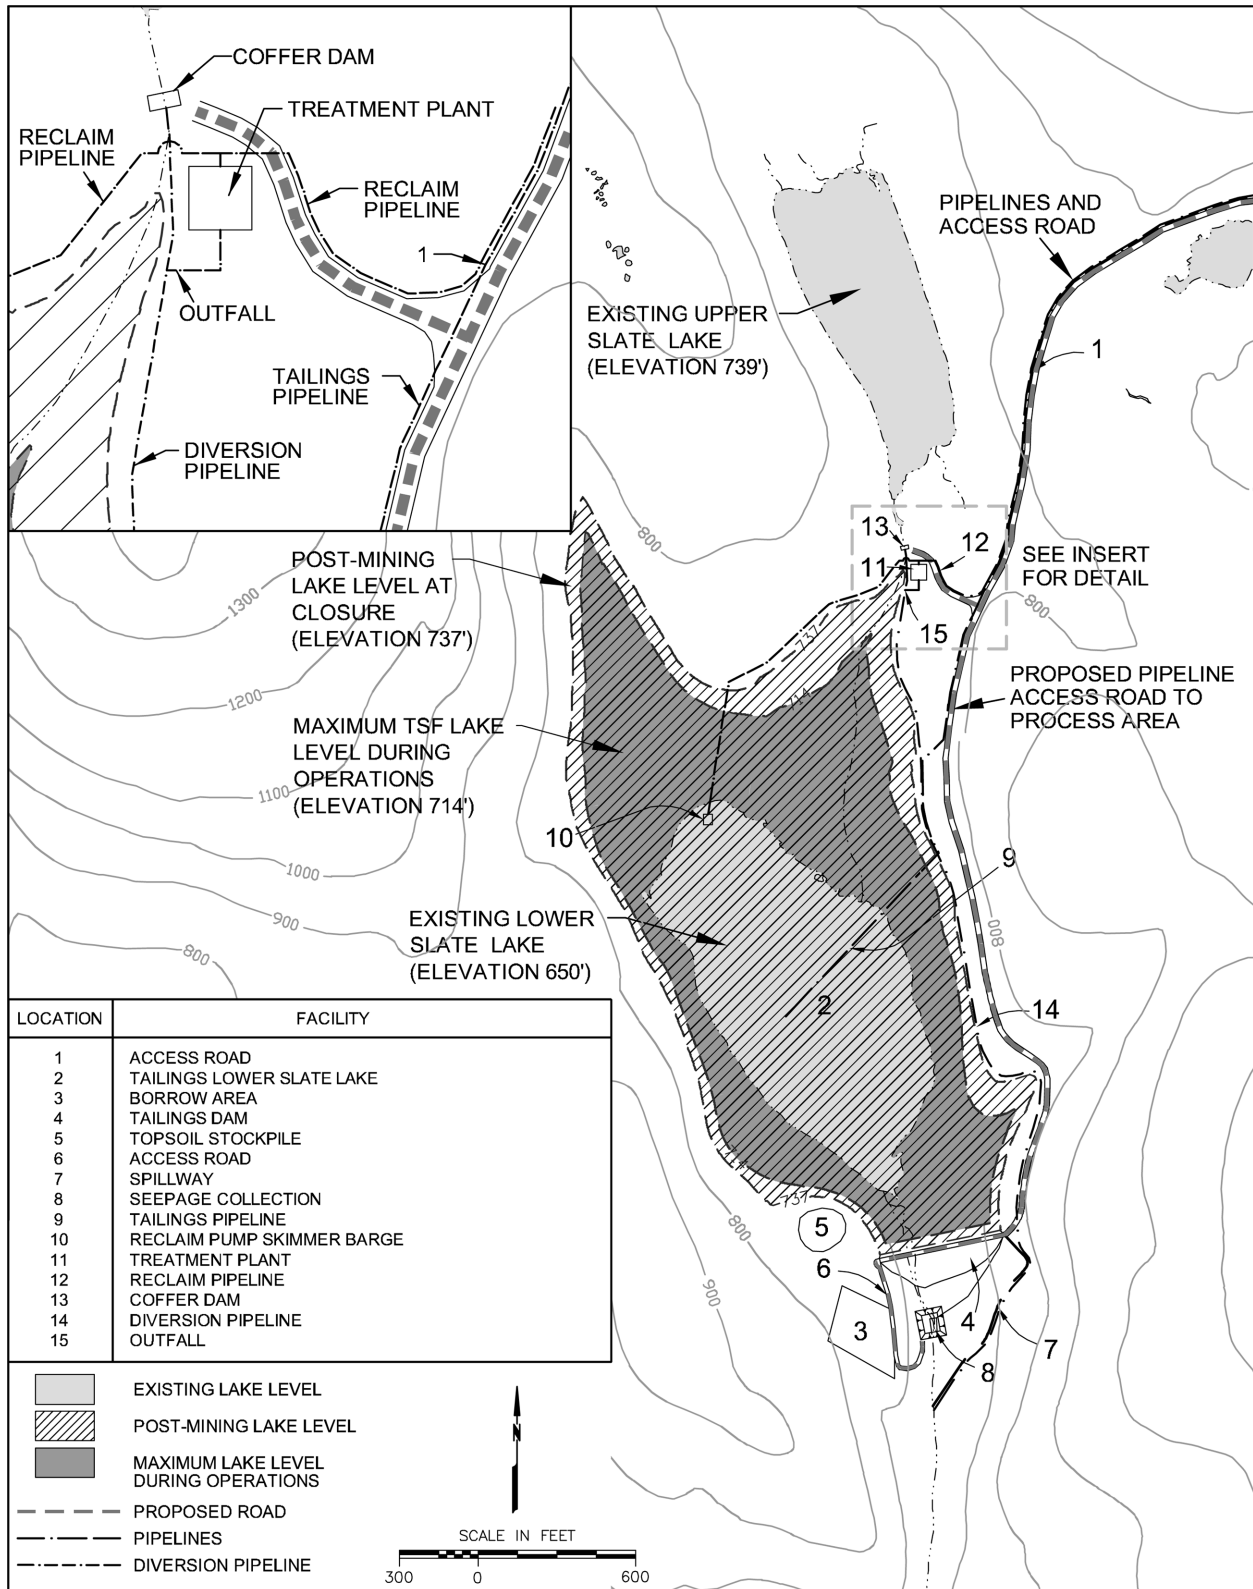 COFFER DAM
TREATMENT PLANT
RECLAIM
PIPELINE
RECLAIM
PIPELINE
1
OUTFALL
TAILINGS
PIPELINE
DIVERSION
PIPELINE
PIPELINES AND
ACCESS ROAD
EXISTING UPPER
SLATE LAKE
(ELEVATION 739')
1
800
13
12
11
SEE INSERT
FOR DETAIL
800
15
POST-MINING
LAKE LEVEL AT
CLOSURE
(ELEVATION 737')
1300
737
PROPOSED PIPELINE
ACCESS ROAD TO
PROCESS AREA
1200
714
MAXIMUM TSF LAKE
LEVEL DURING
OPERATIONS
(ELEVATION 714')
1100
10
9
1000
900
EXISTING LOWER
SLATE LAKE
(ELEVATION 650')
800
800
2
14
LOCATION FACILITY
1 ACCESS ROAD
2 TAILINGS LOWER SLATE LAKE
3 BORROW AREA
4 TAILINGS DAM
5 TOPSOIL STOCKPILE
6 ACCESS ROAD
7 SPILLWAY
8 SEEPAGE COLLECTION
9 TAILINGS PIPELINE
10 RECLAIM PUMP SKIMMER BARGE
11 TREATMENT PLANT
12 RECLAIM PIPELINE
13 COFFER DAM
14 DIVERSION PIPELINE
15 OUTFALL
737
800
5
6
900
3
4
7
8
EXISTING LAKE LEVEL
POST-MINING LAKE LEVEL
MAXIMUM LAKE LEVEL
DURING OPERATIONS
PROPOSED ROAD
PIPELINES
DIVERSION PIPELINE
N
SCALE IN FEET
300 0 600